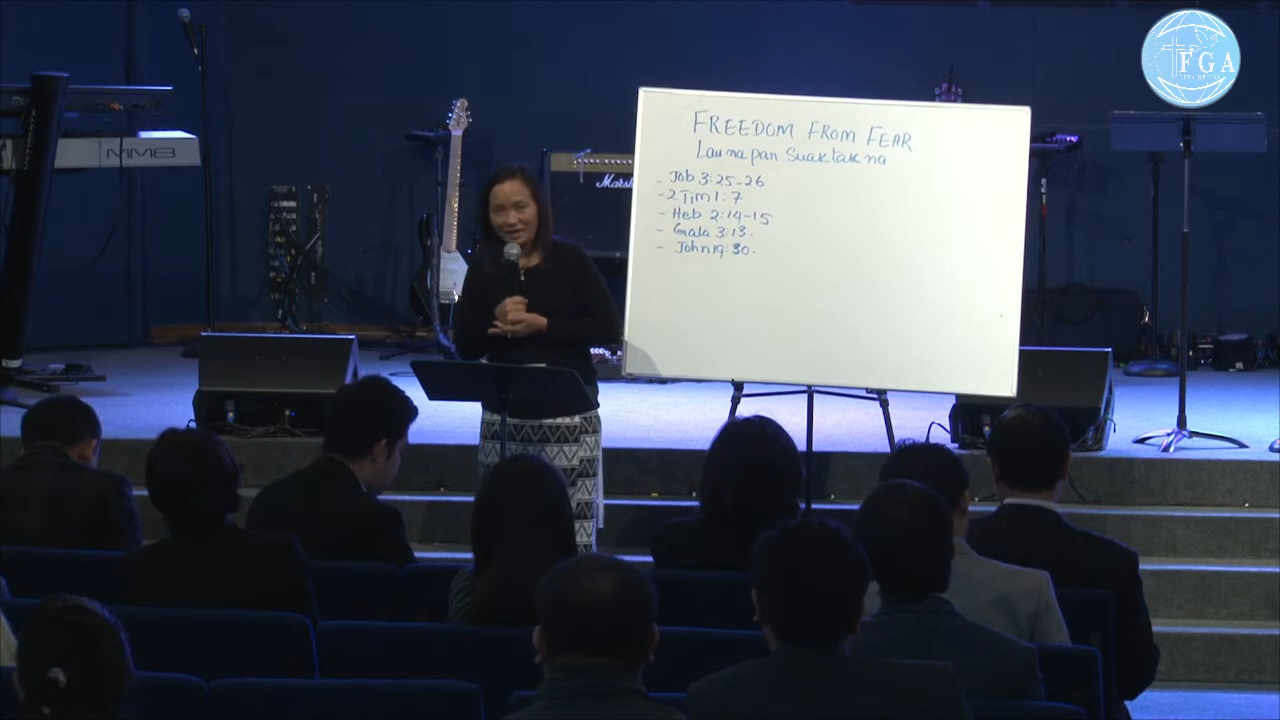 FGA
FREEDOM FROM FEAR.
Launapan Suaktakna
- Job 3:25-26
- 2 Tim 1:7
- Heb 2:14-15
- Gala 3:13.
- John 19:30.
MM8
Marsh